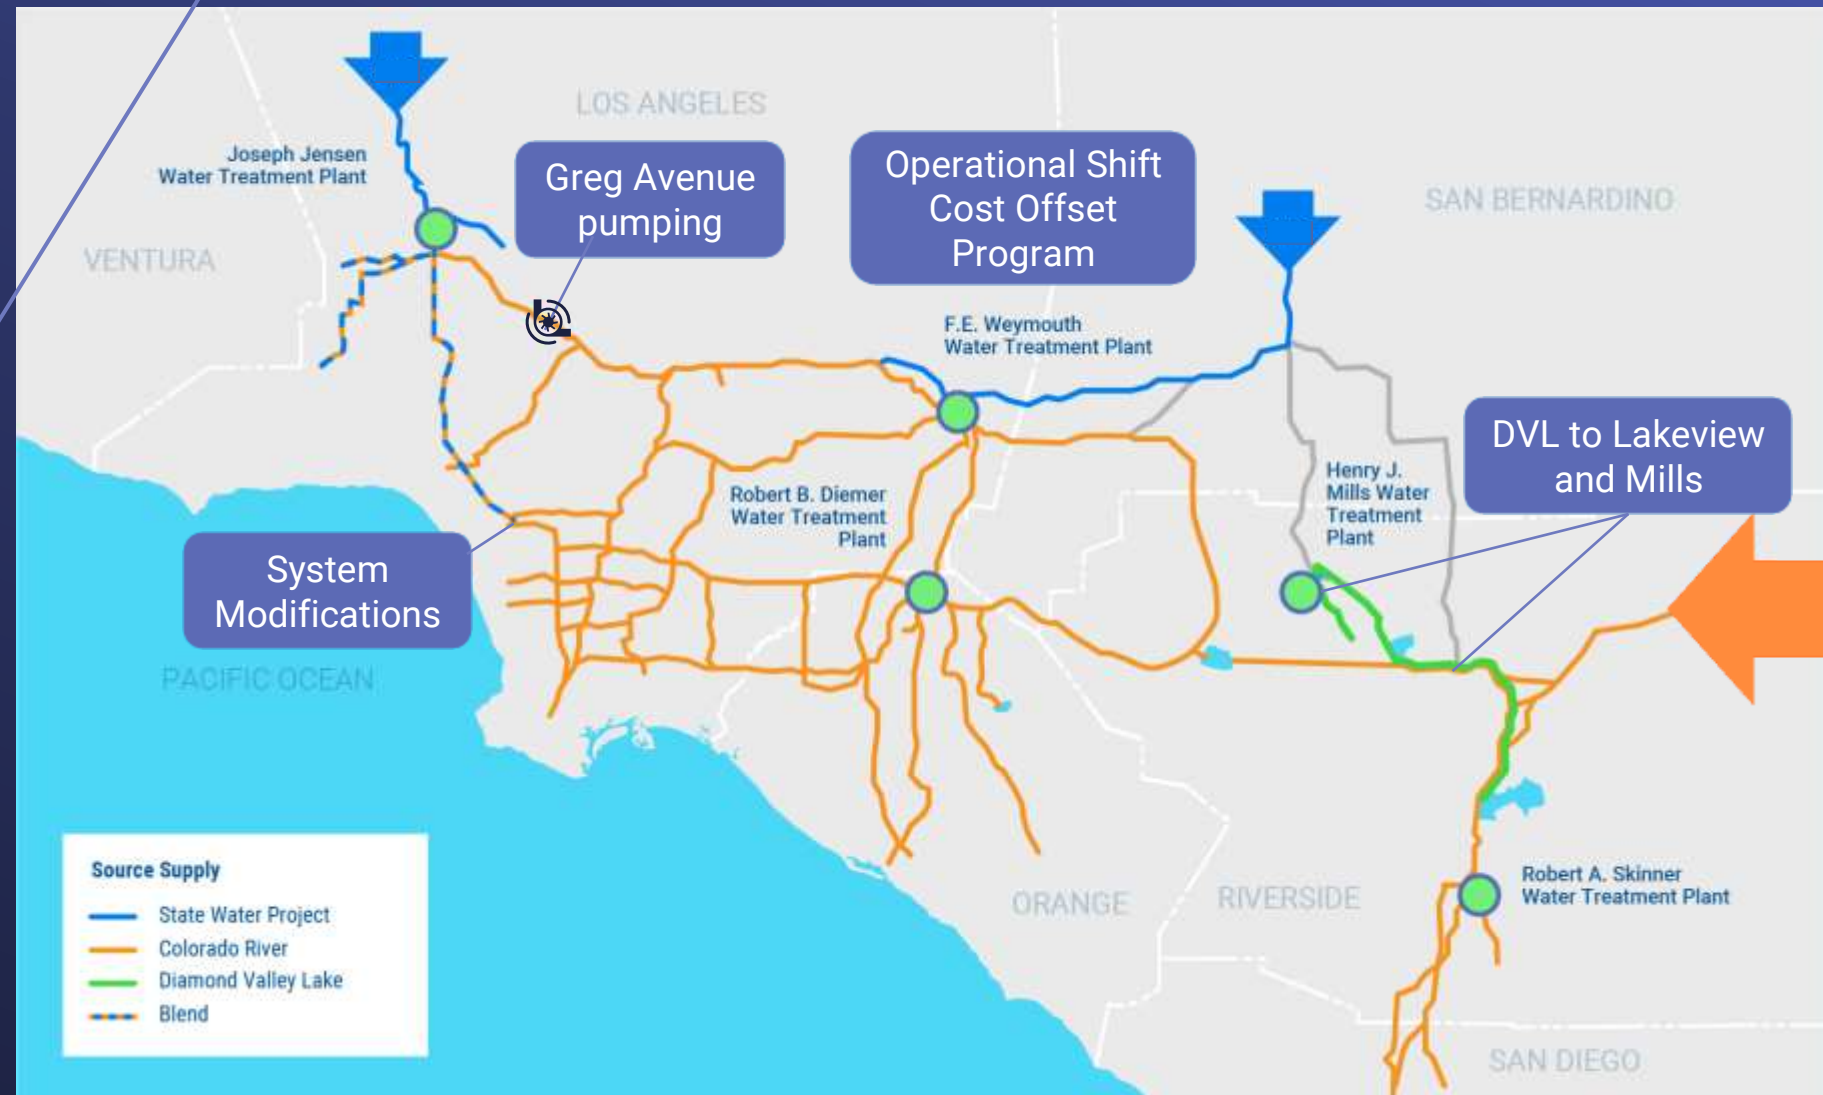 LOS ANGELES
Joseph Jensen
Water Treatment Plant
Greg Avenue
pumping
Operational Shift
Cost Offset
Program
SAN BERNARDINO
VENTURA
F.E. Weymouth
Water Treatment Plant
DVL to Lakeview
and Mills
Henry J.
Mills Water
Treatment
Plant
Robert B. Diemer
Water Treatment
Plant
System
Modifications
PACIFIC OCEAN
Source Supply
State Water Project
Colorado River
Diamond Valley Lake
Blend
ORANGE
RIVERSIDE
Robert A. Skinner
Water Treatment Plant
SAN DIEGO